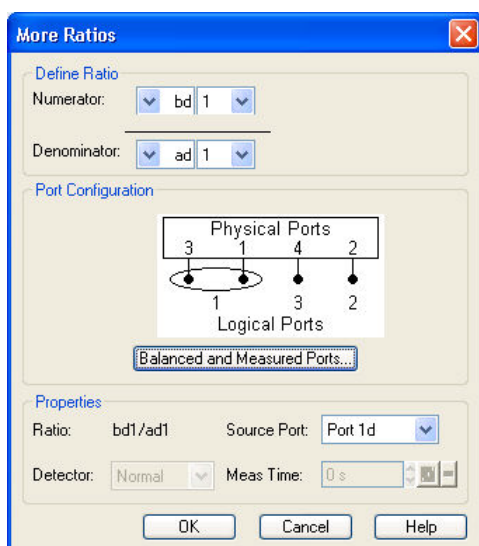 More Ratios
Define Ratio
Numerator: bd 1
Denominator: ad 1
Port Configuration
Physical Ports
3 1 4 2
1 3 2
Logical Ports
Balanced and Measured Ports...
Properties
Ratio: bd1/ad1 Source Port: Port 1d
Detector: Normal Meas Time: 0 s
OK Cancel Help